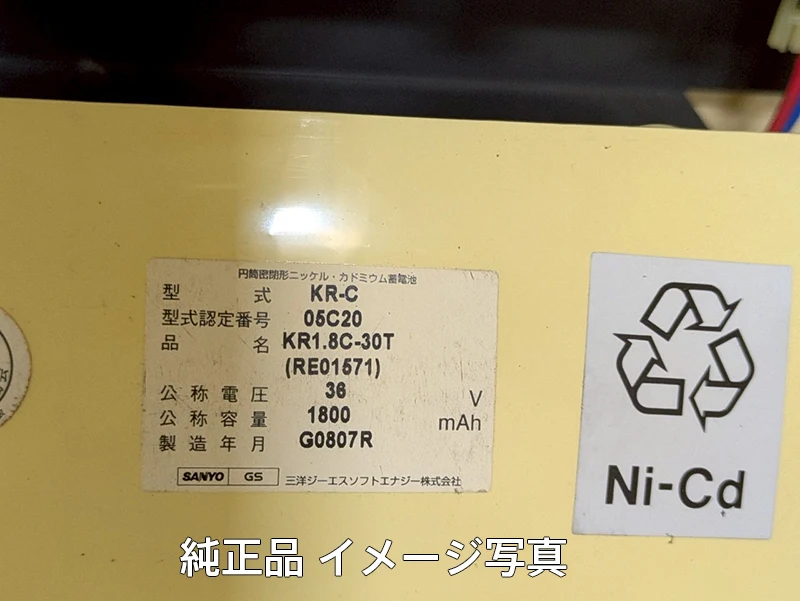 円筒密閉形ニッケル・カドミウム蓄電池
型 式 KR-C
型式認定番号 05C20
品 名 KR1.8C-30T
(RE01571)
公称電圧 36 V
公称容量 1800 mAh
製造年月 G0807R
SANYO GS 三洋ジーエスソフトエナジー株式会社
Ni-Cd
純正品 イメージ写真